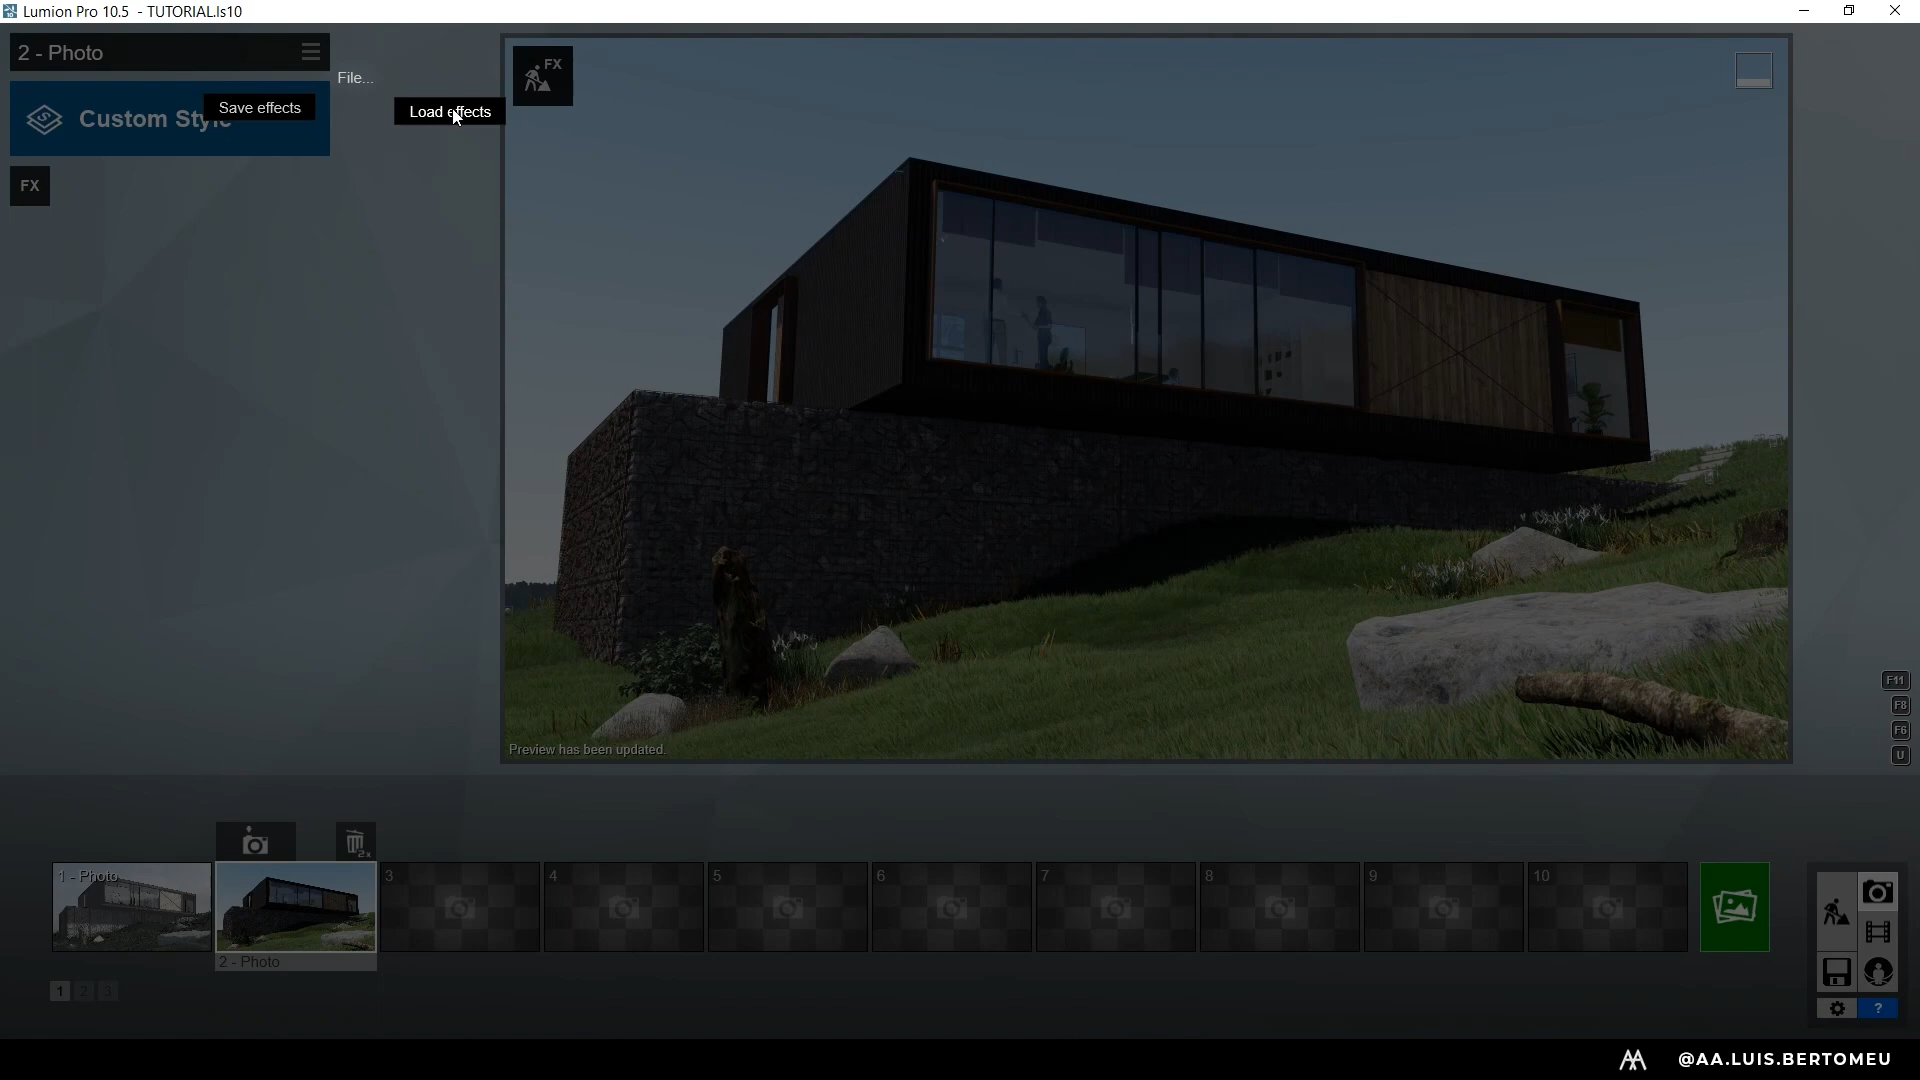 Lumion Pro 10.5 - TUTORIAL.ls10
2 - Photo
File...
Save effects
Load effects
Custom Style
FX
FX
Preview has been updated.
F11
F8
F6
U
2x
1 - Photo
3
4
5
6
7
8
9
10
2 - Photo
1
2
3
?
@AA.LUIS.BERTOMEU